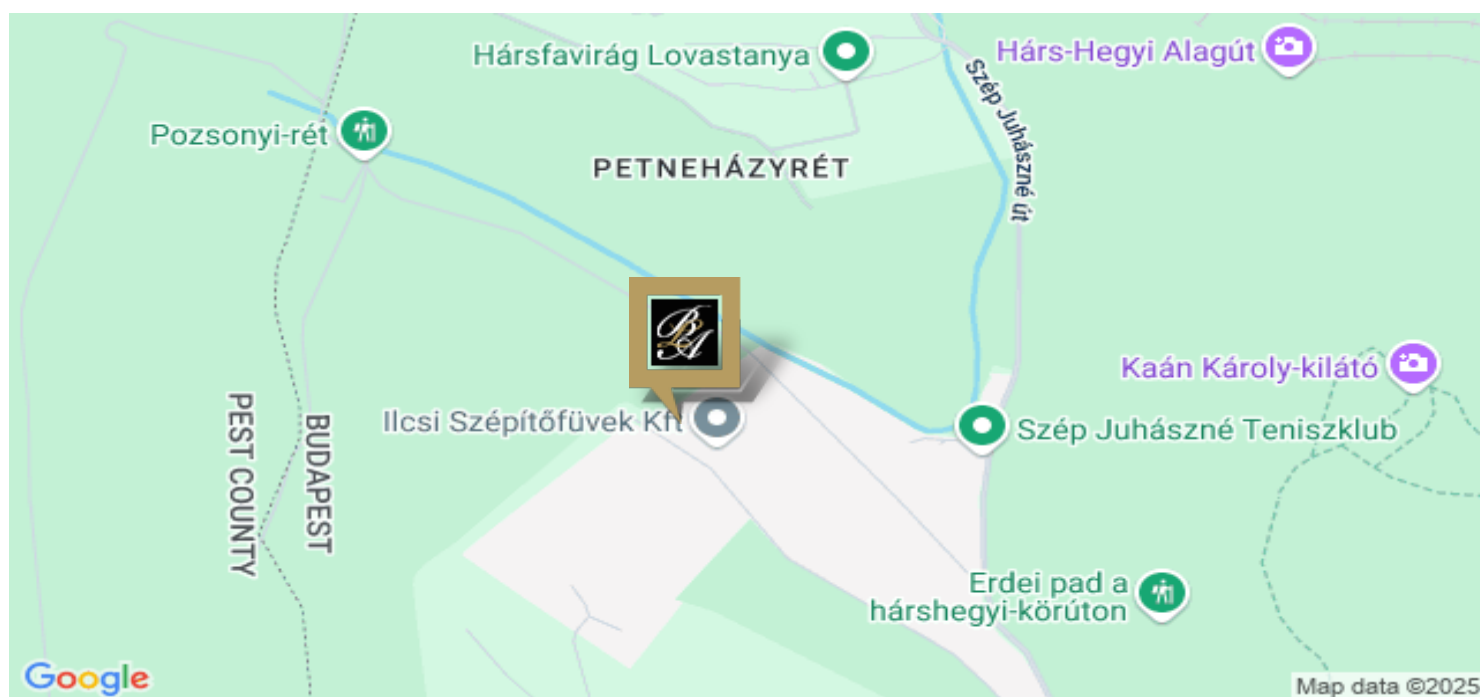 Hársfavirág Lovastanya
Hárs-Hegyi Alagút
Szép Juhászné út
Pozsonyi-rét
PETNEHÁZYRÉT
BLA
Kaán Károly-kilátó
Ilcsi Szépítőfüvek Kft
Szép Juhászné Teniszklub
PEST COUNTY
BUDAPEST
Erdei pad a
hárshegyi-körúton
Google
Map data ©2025